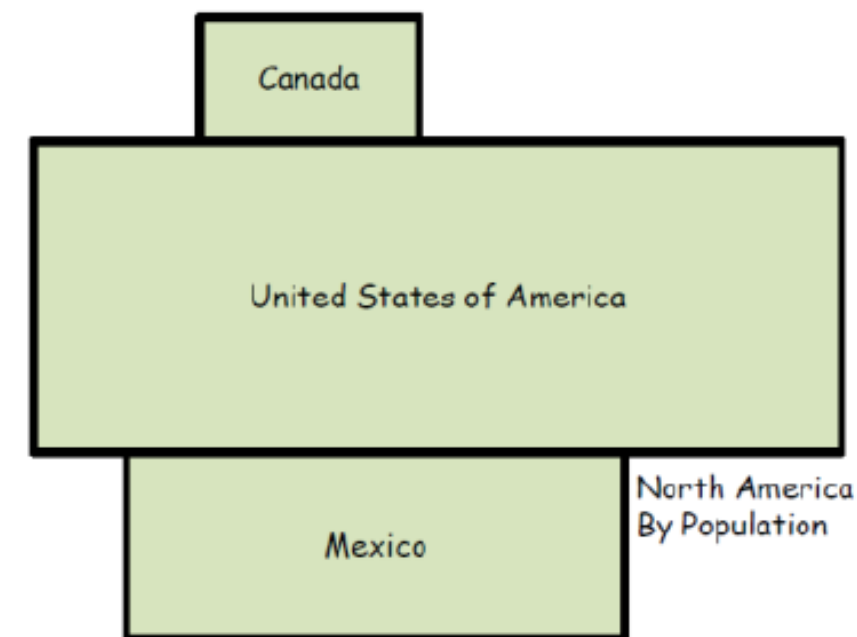 Canada
United States of America
North America
By Population
Mexico